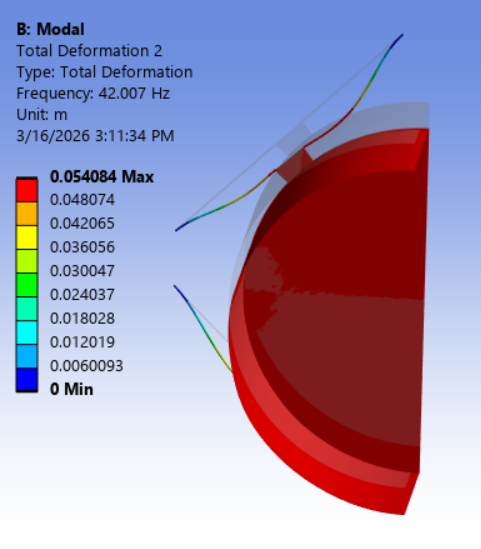 B: Modal
Total Deformation 2
Type: Total Deformation
Frequency: 42.007 Hz
Unit: m
3/16/2026 3:11:34 PM
0.054084 Max
0.048074
0.042065
0.036056
0.030047
0.024037
0.018028
0.012019
0.0060093
0 Min